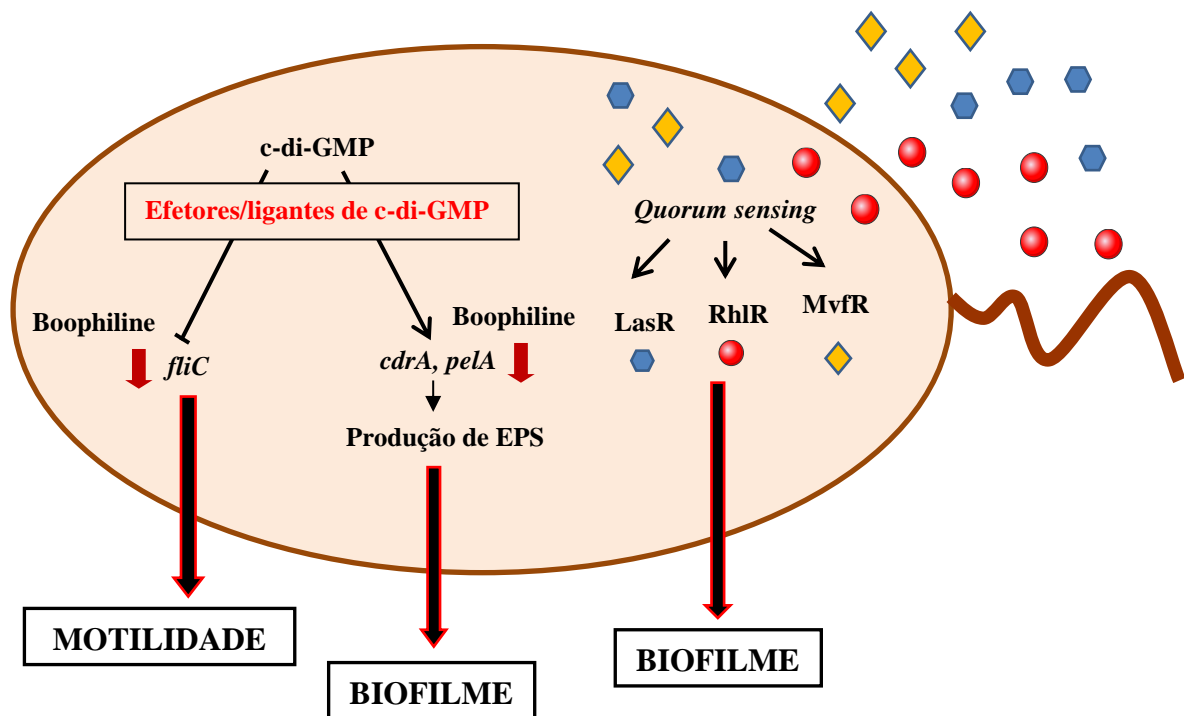 c-di-GMP
Efetores/ligantes de c-di-GMP
Boophiline
fliC
Boophiline
cdrA, pelA
Produção de EPS
Quorum sensing
LasR
RhlR
MvfR
MOTILIDADE
BIOFILME
BIOFILME